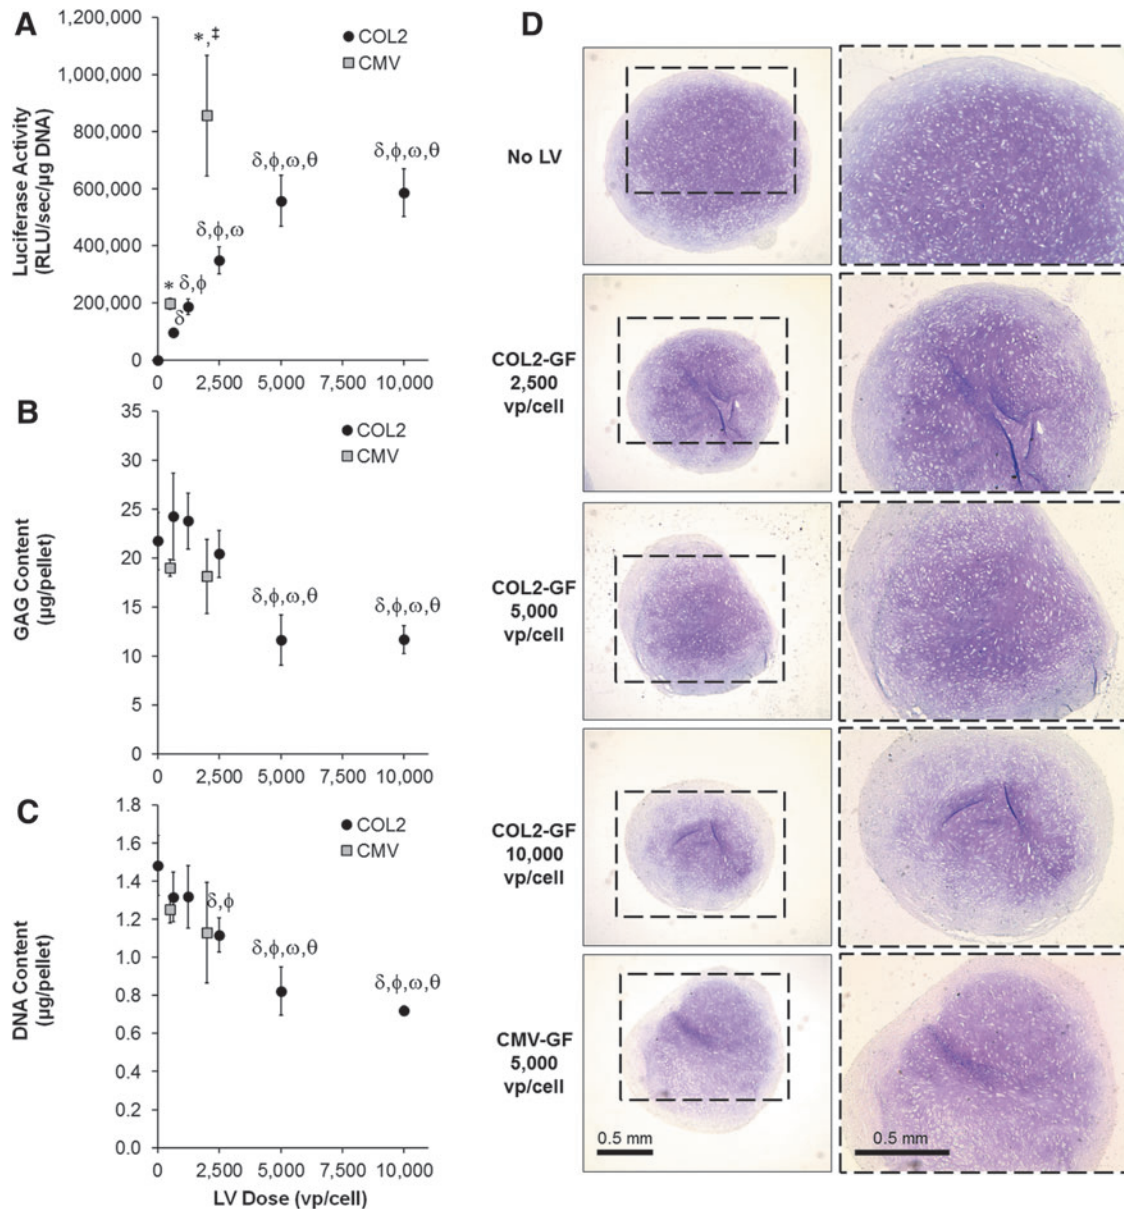 A
Luciferase Activity
(RLU/sec/µg DNA)
1,200,000
1,000,000
800,000
600,000
400,000
200,000
0
COL2
CMV
*,‡
*
δ
δ,ϕ
δ,ϕ,ω
δ,ϕ,ω,θ
δ,ϕ,ω,θ
0
2,500
5,000
7,500
10,000
B
GAG Content
(µg/pellet)
35
30
25
20
15
10
5
0
COL2
CMV
δ,ϕ,ω,θ
δ,ϕ,ω,θ
0
2,500
5,000
7,500
10,000
C
DNA Content
(µg/pellet)
1.8
1.6
1.4
1.2
1.0
0.8
0.6
0.4
0.2
0.0
COL2
CMV
δ,ϕ
δ,ϕ,ω,θ
δ,ϕ,ω,θ
0
2,500
5,000
7,500
10,000
LV Dose (vp/cell)
D
No LV
COL2-GF
2,500
vp/cell
COL2-GF
5,000
vp/cell
COL2-GF
10,000
vp/cell
CMV-GF
5,000
vp/cell
0.5 mm
0.5 mm